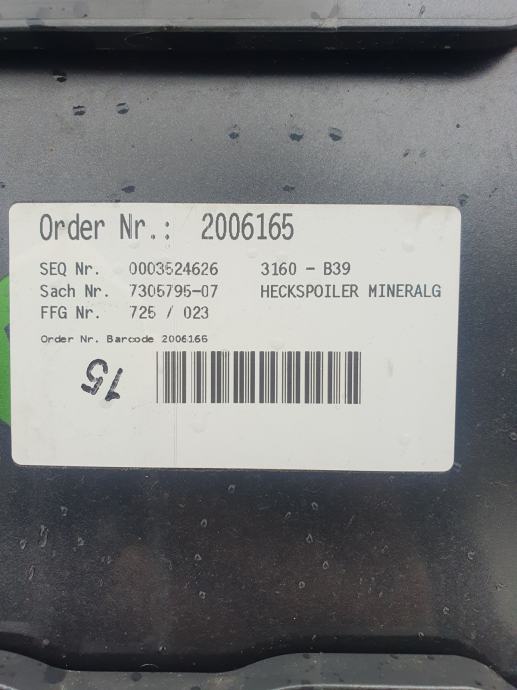 Order Nr.: 2006165
SEQ Nr. 0003524626 3160 - B39
Sach Nr. 7305795-07 HECKSPOILER MINERALG
FFG Nr. 725 / 023
Order Nr. Barcode 2006165
15